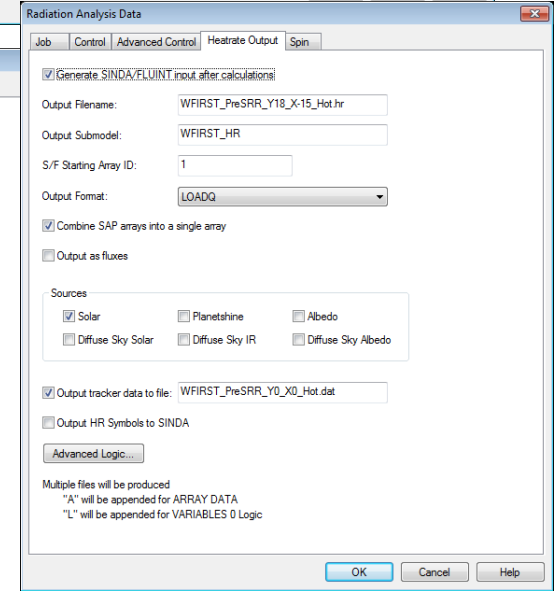 Radiation Analysis Data
Job Control Advanced Control Heatrate Output Spin
Generate SINDA/FLUINT input after calculations
Output Filename: WFIRST_PreSRR_Y18_X-15_Hot.hr
Output Submodel: WFIRST_HR
S/F Starting Array ID: 1
Output Format: LOADQ
Combine SAP arrays into a single array
Output as fluxes
Sources
Solar Planetshine Albedo
Diffuse Sky Solar Diffuse Sky IR Diffuse Sky Albedo
Output tracker data to file: WFIRST_PreSRR_Y0_X0_Hot.dat
Output HR Symbols to SINDA
Advanced Logic...
Multiple files will be produced
"A" will be appended for ARRAY DATA
"L" will be appended for VARIABLES 0 Logic
OK Cancel Help